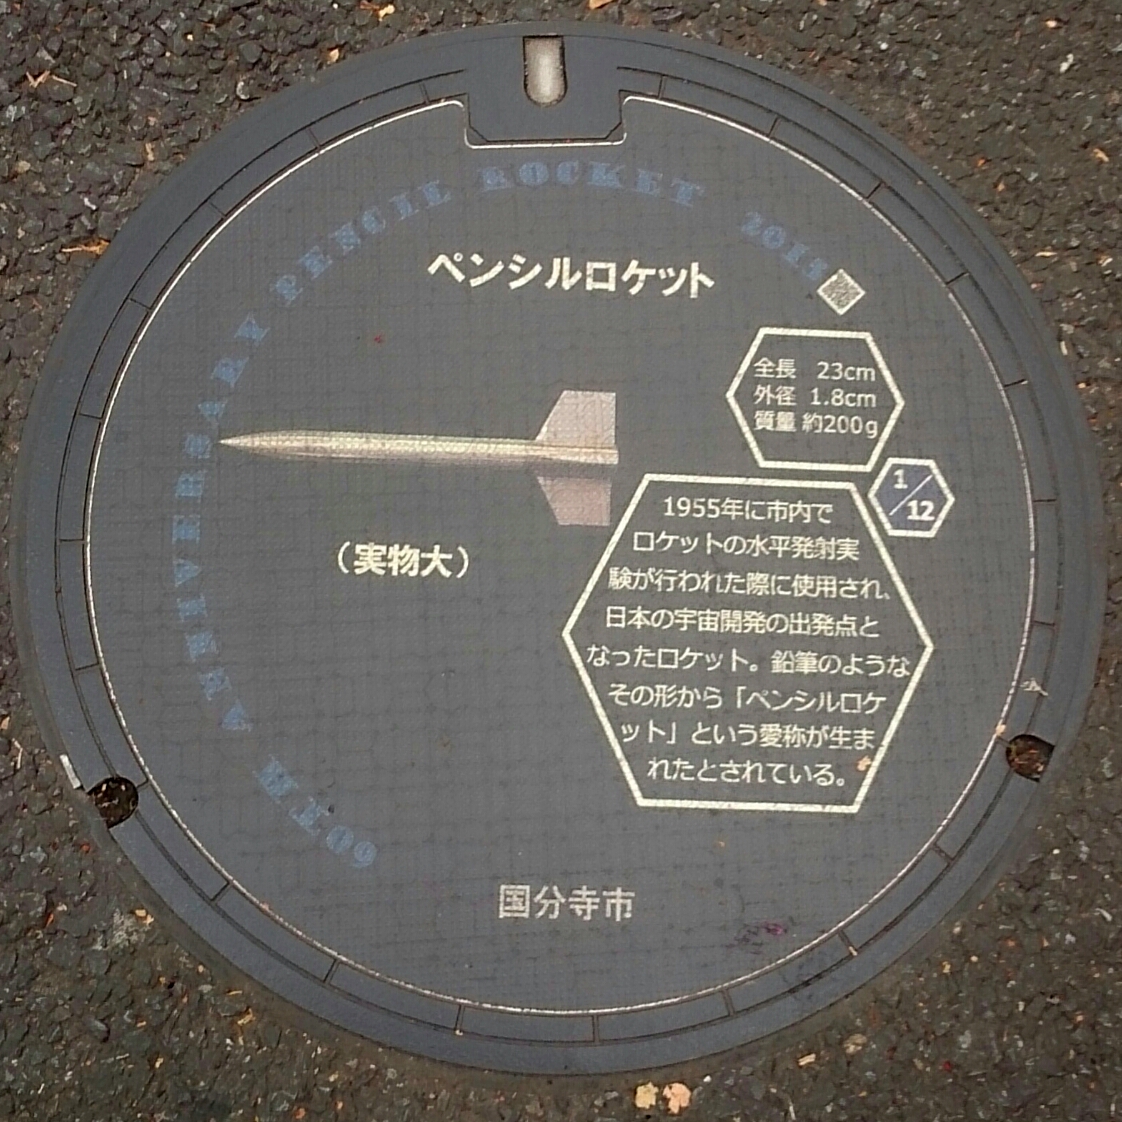 60TH ANNIVERSARY PENCIL ROCKET 2015
ペンシルロケット
全長 23cm
外径 1.8cm
質量 約200g
1/12
(実物大)
1955年に市内で
ロケットの水平発射実
験が行われた際に使用され、
日本の宇宙開発の出発点と
なったロケット。鉛筆のような
その形から「ペンシルロケ
ット」という愛称が生ま
れたとされている。
国分寺市